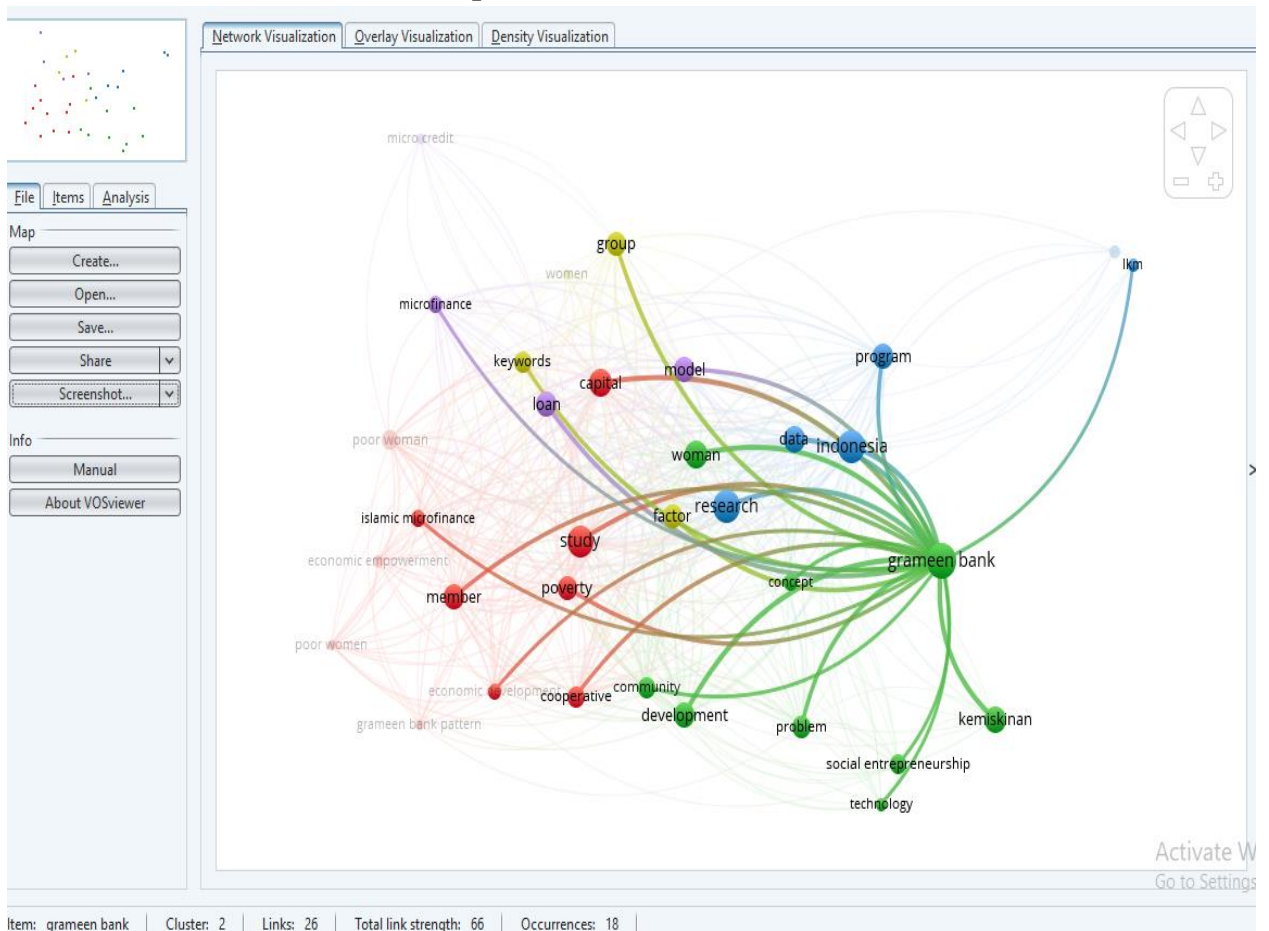 Network Visualization Overlay Visualization Density Visualization
File Items Analysis
Map
Create...
Open...
Save...
Share
Screenshot...
Info
Manual
About VOSviewer
micro credit
group
women
lkm
microfinance
program
keywords
model
capital
loan
poor woman
data
indonesia
woman
research
islamic microfinance
factor
study
economic empowerment
grameen bank
concept
poverty
member
poor women
economic development
cooperative
community
development
kemiskinan
grameen bank pattern
problem
social entrepreneurship
technology
Activate W
Go to Settings
Item: grameen bank Cluster: 2 Links: 26 Total link strength: 66 Occurrences: 18